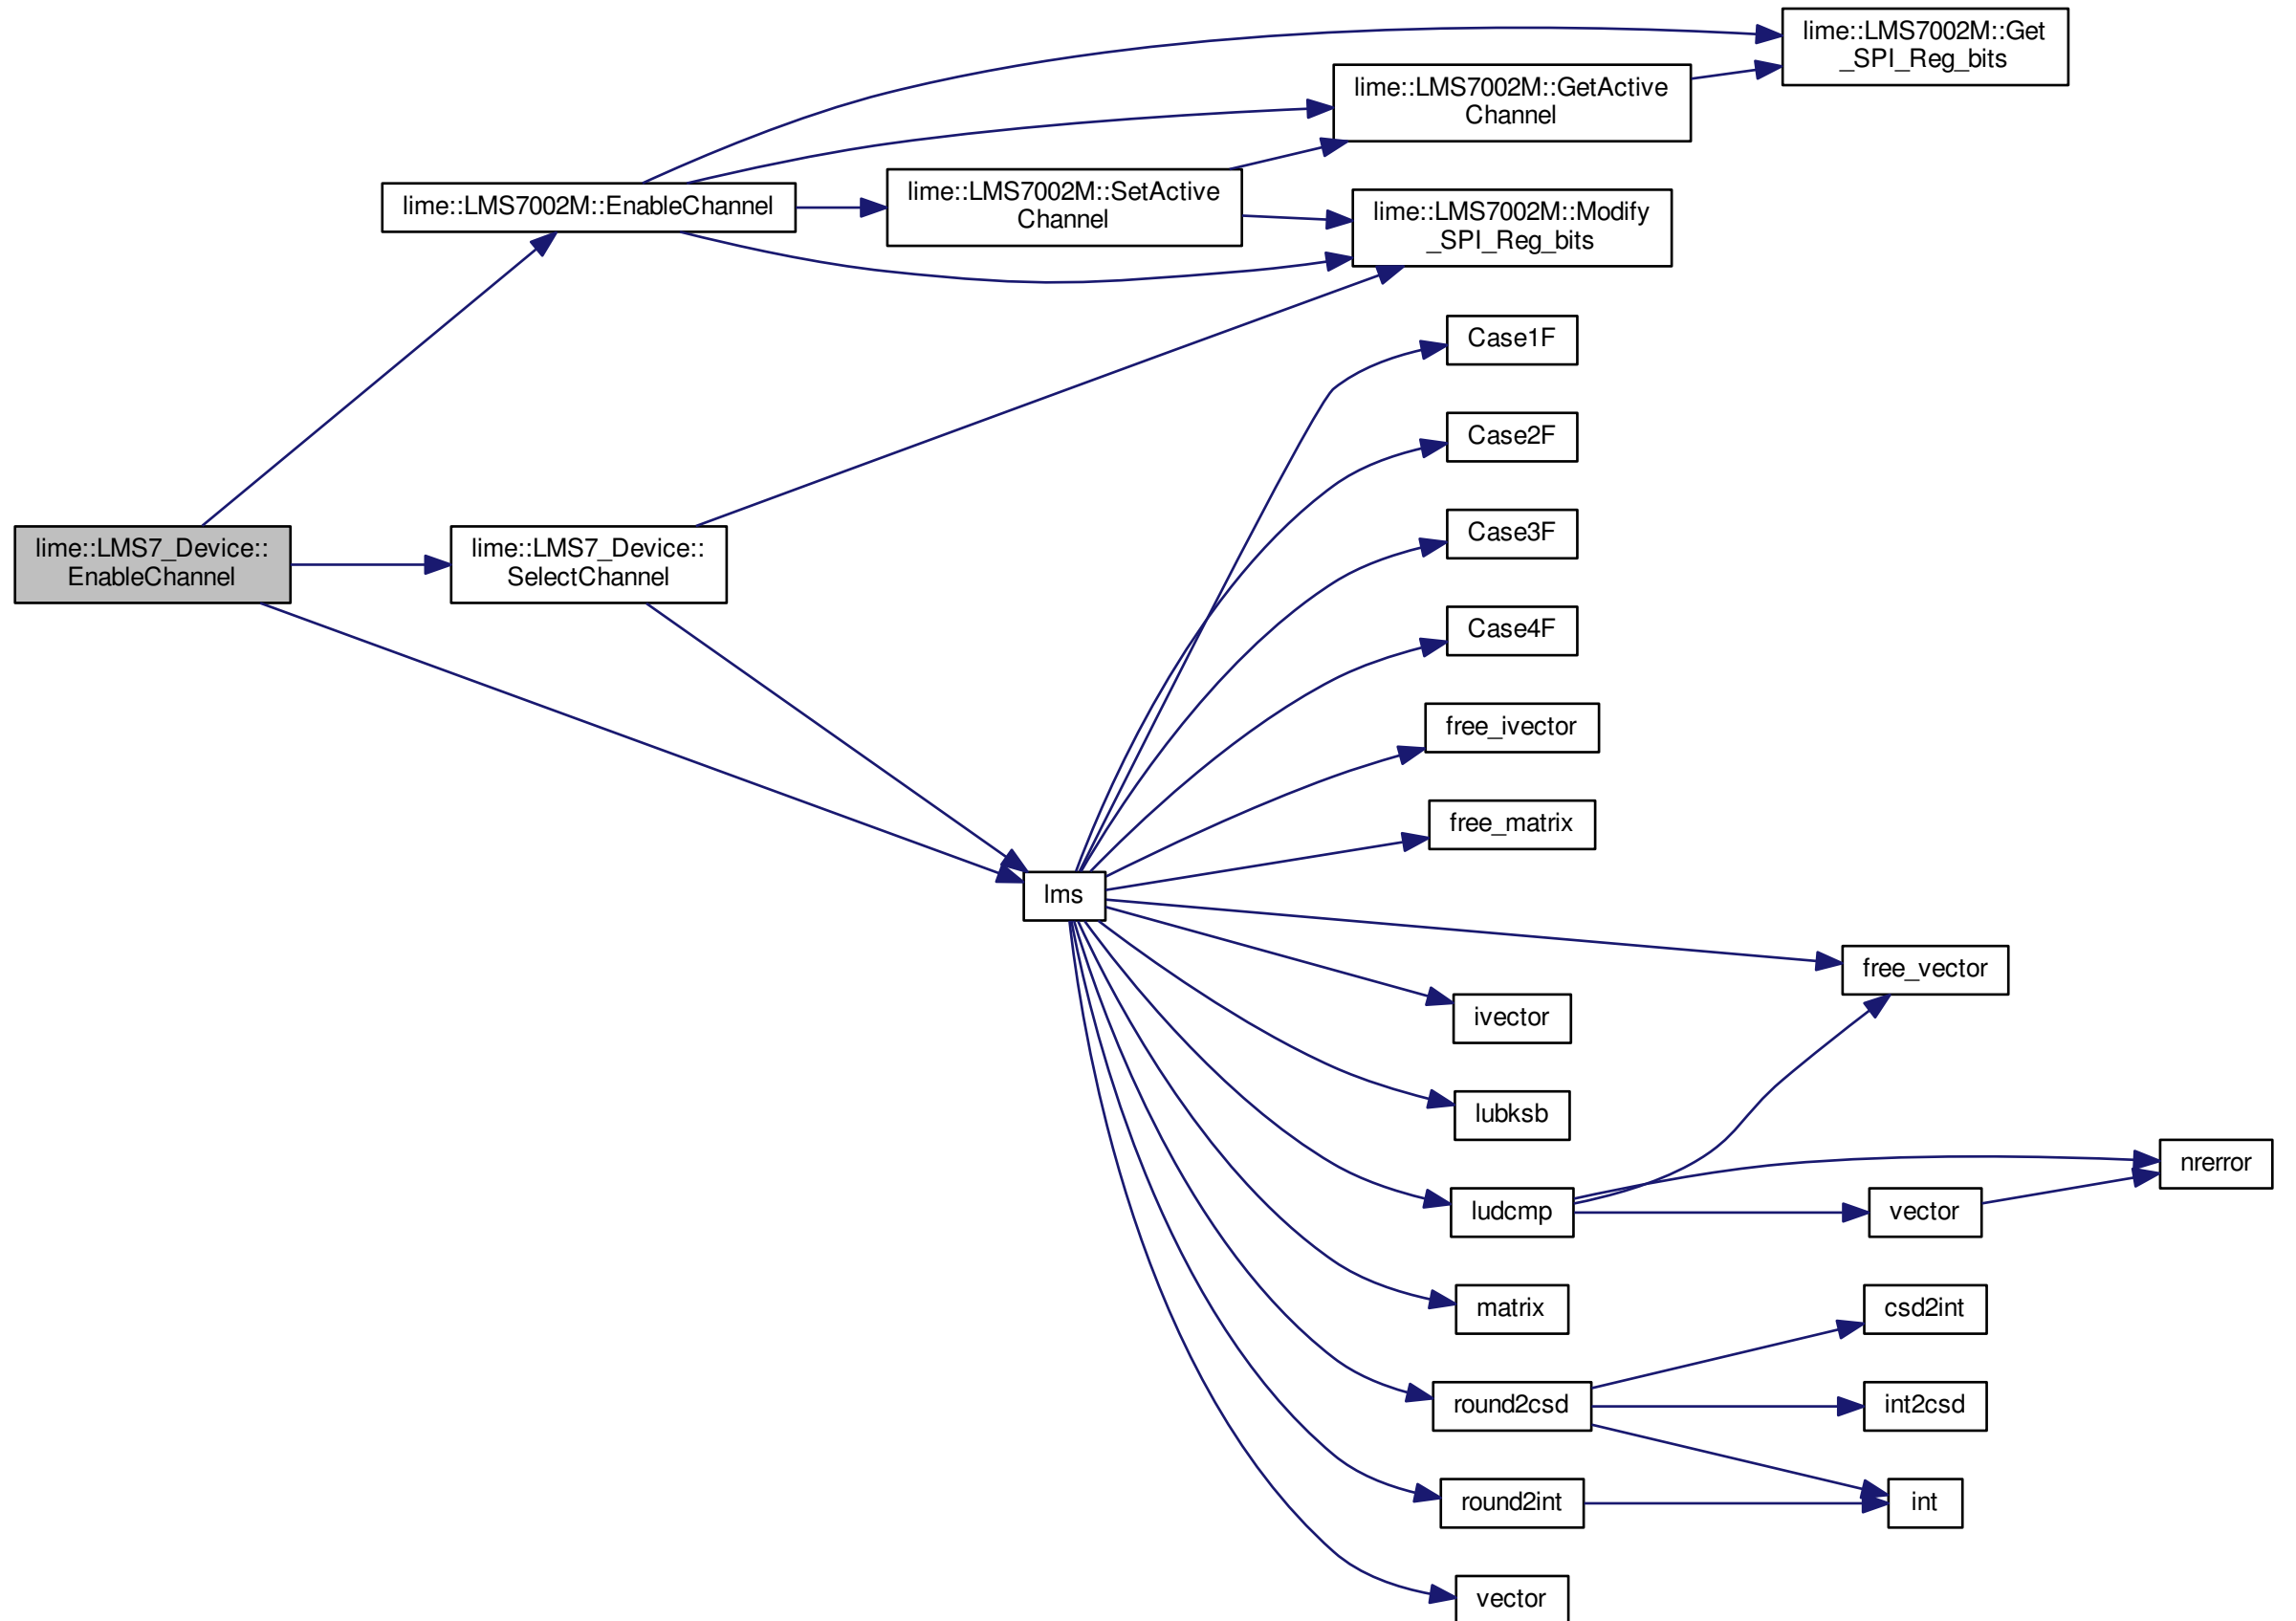 lime::LMS7002M::Get
_SPI_Reg_bits
lime::LMS7002M::GetActive
Channel
lime::LMS7002M::EnableChannel
lime::LMS7002M::SetActive
Channel
lime::LMS7002M::Modify
_SPI_Reg_bits
Case1F
Case2F
Case3F
lime::LMS7_Device::
EnableChannel
lime::LMS7_Device::
SelectChannel
Case4F
free_ivector
free_matrix
lms
free_vector
ivector
lubksb
nrerror
ludcmp
vector
matrix
csd2int
round2csd
int2csd
round2int
int
vector